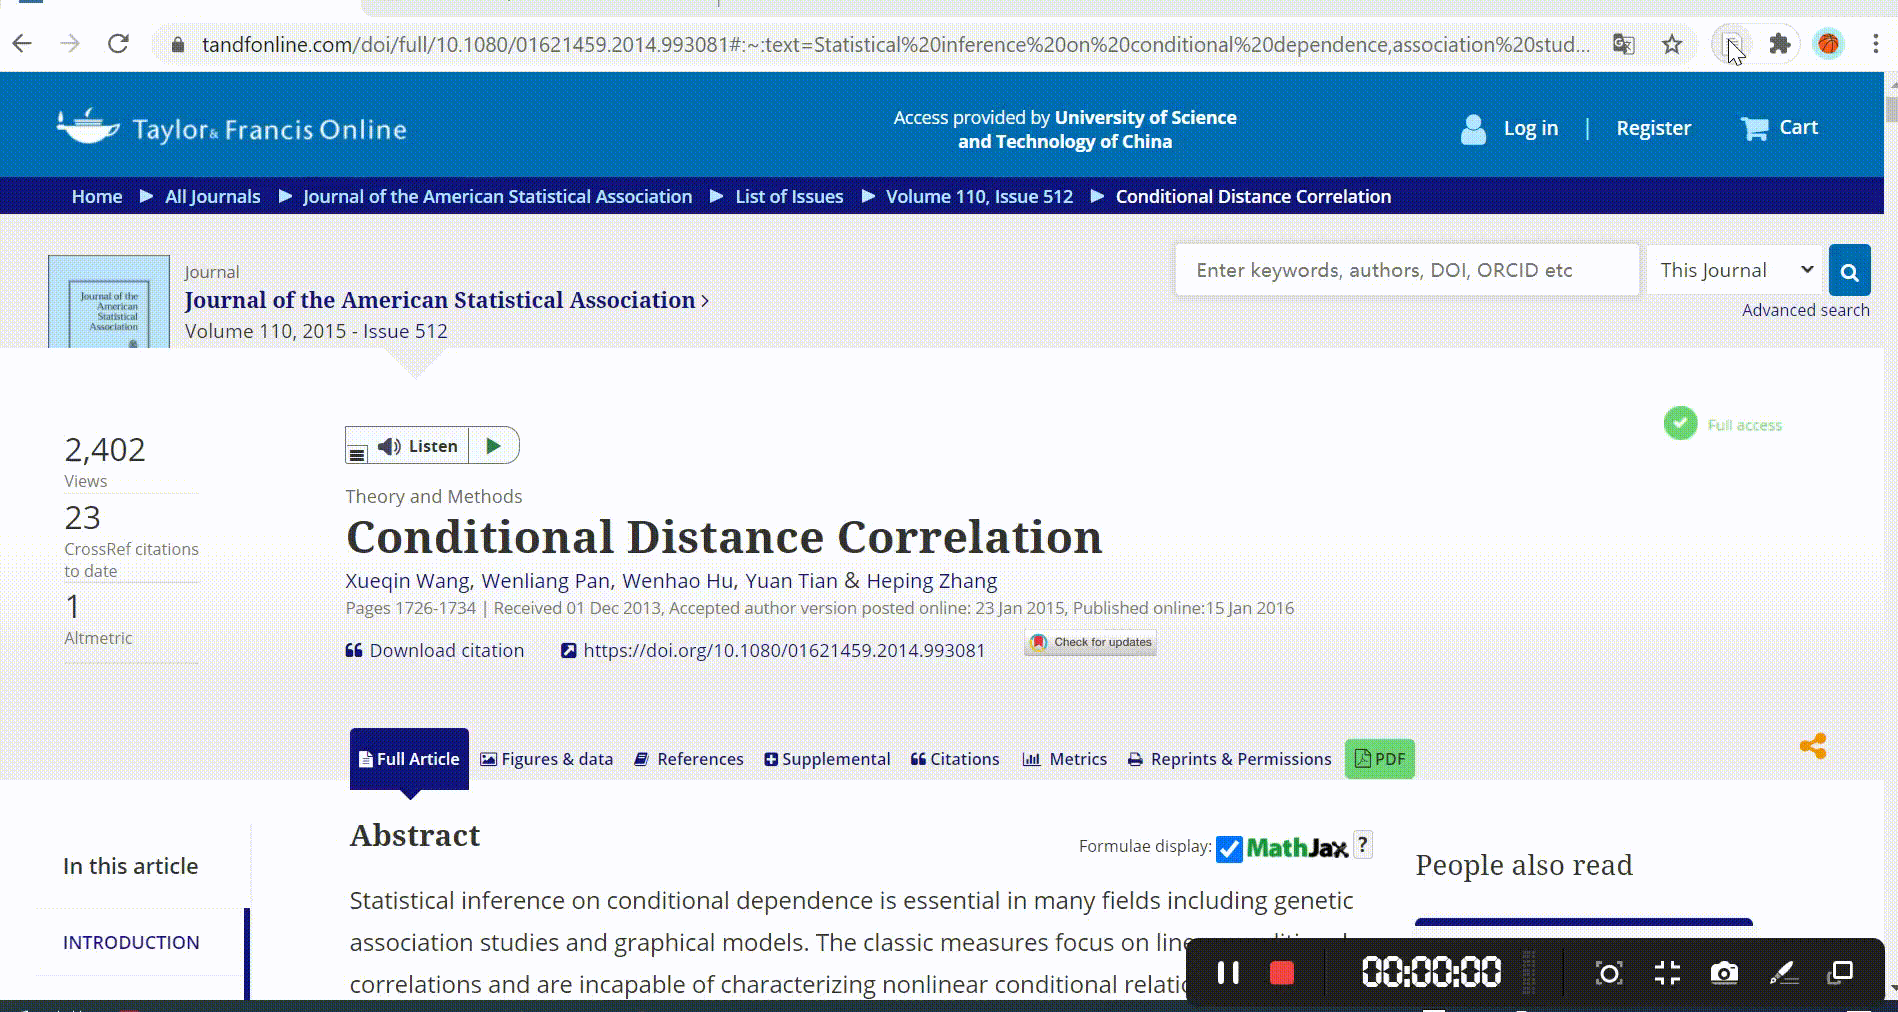 tandfonline.com/doi/full/10.1080/01621459.2014.993081#:~:text=Statistical%20inference%20on%20conditional%20dependence,association%20stud...
Taylor & Francis Online
Access provided by University of Science
and Technology of China
Log in | Register
Cart
Home ▶ All Journals ▶ Journal of the American Statistical Association ▶ List of Issues ▶ Volume 110, Issue 512 ▶ Conditional Distance Correlation
Journal of the
American
Statistical
Association
Journal
Journal of the American Statistical Association >
Volume 110, 2015 - Issue 512
Enter keywords, authors, DOI, ORCID etc
This Journal
Advanced search
2,402
Views
23
CrossRef citations
to date
1
Altmetric
Listen
Full access
Theory and Methods
Conditional Distance Correlation
Xueqin Wang, Wenliang Pan, Wenhao Hu, Yuan Tian & Heping Zhang
Pages 1726-1734 | Received 01 Dec 2013, Accepted author version posted online: 23 Jan 2015, Published online:15 Jan 2016
Download citation
https://doi.org/10.1080/01621459.2014.993081
Check for updates
Full Article
Figures & data
References
Supplemental
Citations
Metrics
Reprints & Permissions
PDF
In this article
INTRODUCTION
Abstract
Formulae display: MathJax ?
Statistical inference on conditional dependence is essential in many fields including genetic
association studies and graphical models. The classic measures focus on
correlations and are incapable of characterizing nonlinear conditional
People also read
00:00:00